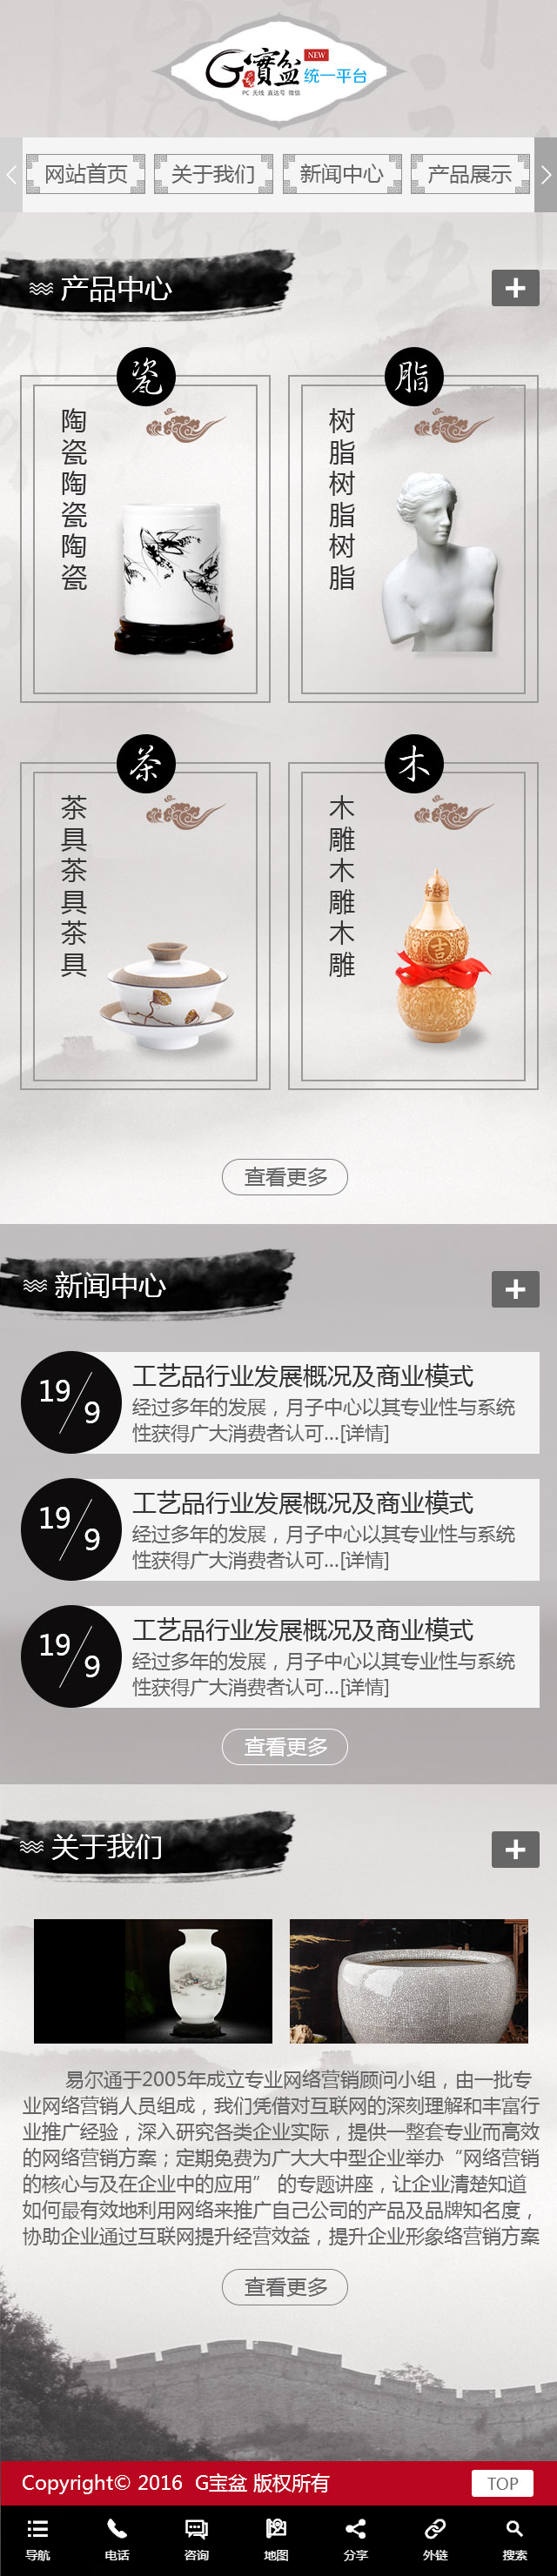 G宝盆
NEW
统一平台
PC 无线 直达号 微信
网站首页 关于我们 新闻中心 产品展示
产品中心
瓷
陶瓷陶瓷陶瓷
脂
树脂树脂树脂
茶
茶具茶具茶具
木
木雕木雕木雕
吉
查看更多
新闻中心
19/9
工艺品行业发展概况及商业模式
经过多年的发展，月子中心以其专业性与系统
性获得广大消费者认可...[详情]
19/9
工艺品行业发展概况及商业模式
经过多年的发展，月子中心以其专业性与系统
性获得广大消费者认可...[详情]
19/9
工艺品行业发展概况及商业模式
经过多年的发展，月子中心以其专业性与系统
性获得广大消费者认可...[详情]
查看更多
关于我们
易尔通于2005年成立专业网络营销顾问小组，由一批专
业网络营销人员组成，我们凭借对互联网的深刻理解和丰富行
业推广经验，深入研究各类企业实际，提供一整套专业而高效
的网络营销方案；定期免费为广大大中型企业举办“网络营销
的核心与及在企业中的应用” 的专题讲座，让企业清楚知道
如何最有效地利用网络来推广自己公司的产品及品牌知名度，
协助企业通过互联网提升经营效益，提升企业形象络营销方案
查看更多
Copyright© 2016 G宝盆 版权所有
TOP
导航 电话 咨询 地图 分享 外链 搜索